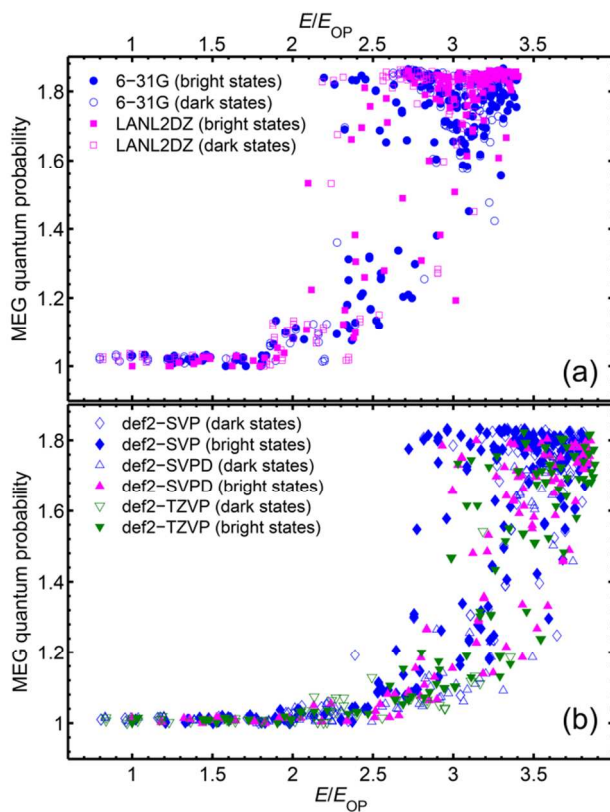 E/E_OP
1 1.5 2 2.5 3 3.5 4
MEG quantum probability
1.8
1.6
1.4
1.2
1
6−31G (bright states)
6−31G (dark states)
LANL2DZ (bright states)
LANL2DZ (dark states)
(a)
MEG quantum probability
1.8
1.6
1.4
1.2
1
def2−SVP (dark states)
def2−SVP (bright states)
def2−SVPD (dark states)
def2−SVPD (bright states)
def2−TZVP (dark states)
def2−TZVP (bright states)
(b)
1 1.5 2 2.5 3 3.5
E/E_OP